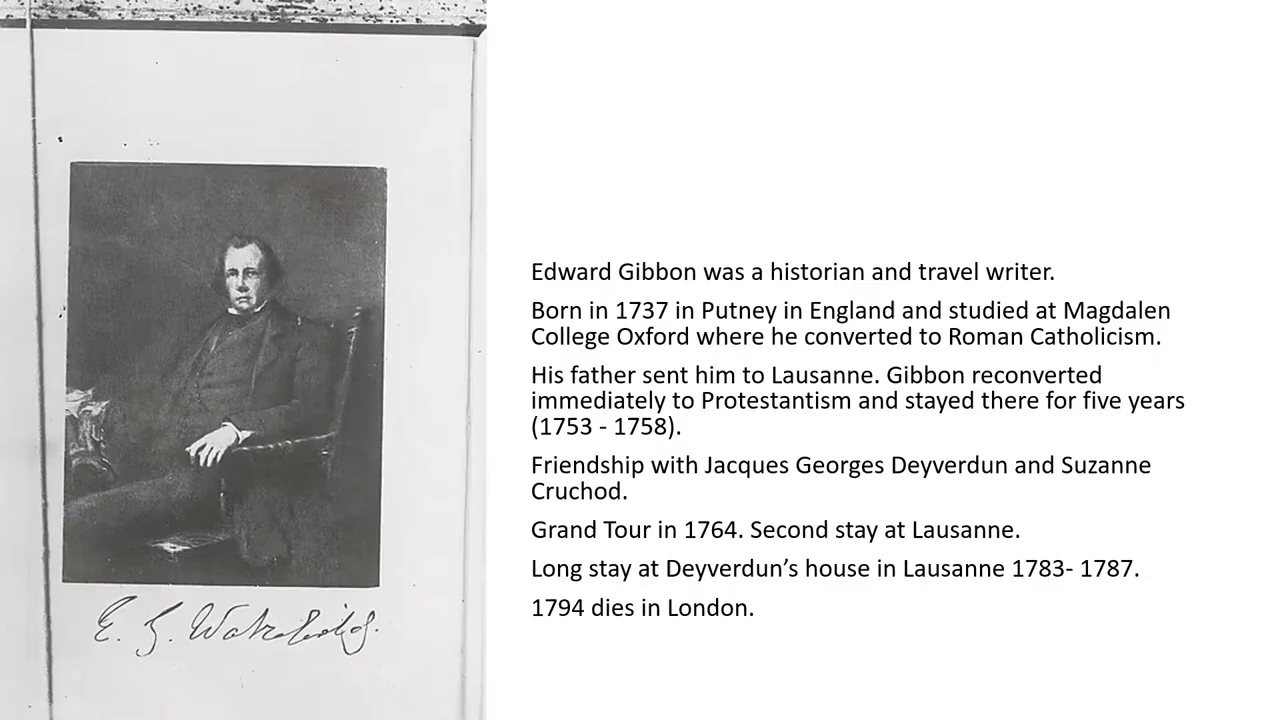 E. G. Wakefield.
Edward Gibbon was a historian and travel writer.
Born in 1737 in Putney in England and studied at Magdalen
College Oxford where he converted to Roman Catholicism.
His father sent him to Lausanne. Gibbon reconverted
immediately to Protestantism and stayed there for five years
(1753 - 1758).
Friendship with Jacques Georges Deyverdun and Suzanne
Cruchod.
Grand Tour in 1764. Second stay at Lausanne.
Long stay at Deyverdun’s house in Lausanne 1783- 1787.
1794 dies in London.